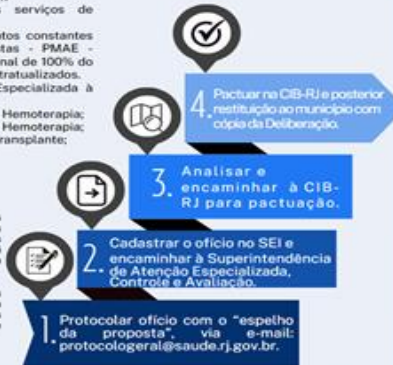 serviços de
tos constantes
tas - PMAE -
nal de 100% do
tratualizados.
Especializada à
Hemoterapia;
Hemoterapia;
ransplante;
4. Pactuar na CIB-RJ e posterior
restituição ao município com
cópia da Deliberação.
3. Analisar e
encaminhar à CIB-
RJ para pactuação.
2. Cadastrar o ofício no SEI e
encaminhar à Superintendência
de Atenção Especializada,
Controle e Avaliação.
1. Protocolar ofício com o "espelho
da proposta", via e-mail:
protocologeral@saude.rj.gov.br.